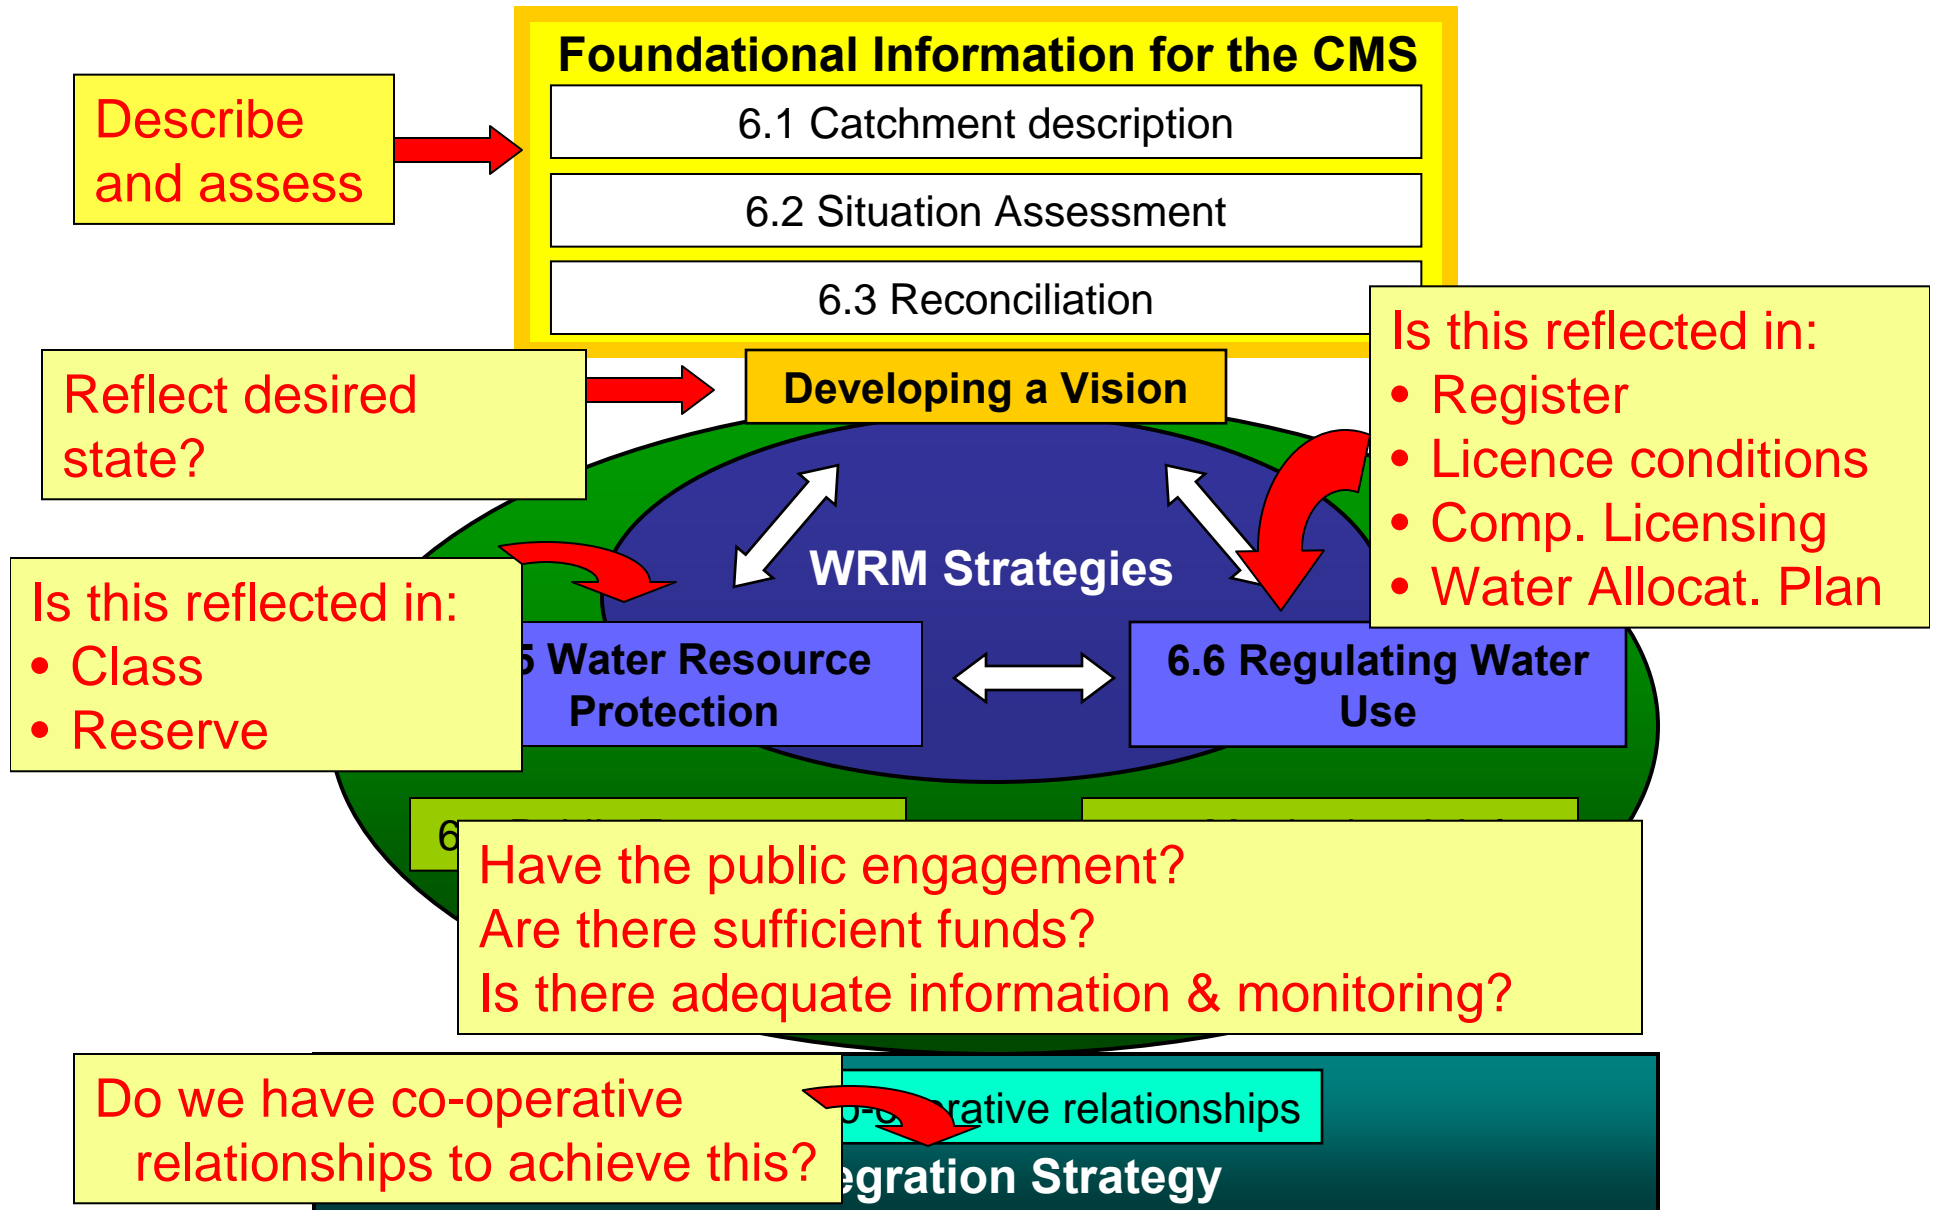 Foundational Information for the CMS
Describe
and assess
6.1 Catchment description
6.2 Situation Assessment
6.3 Reconciliation
Is this reflected in:
• Register
• Licence conditions
• Comp. Licensing
• Water Allocat. Plan
Reflect desired
state?
Developing a Vision
WRM Strategies
Is this reflected in:
• Class
• Reserve
5 Water Resource
Protection
6.6 Regulating Water
Use
6
Have the public engagement?
Are there sufficient funds?
Is there adequate information & monitoring?
Do we have co-operative
relationships to achieve this?
relationships
egration Strategy